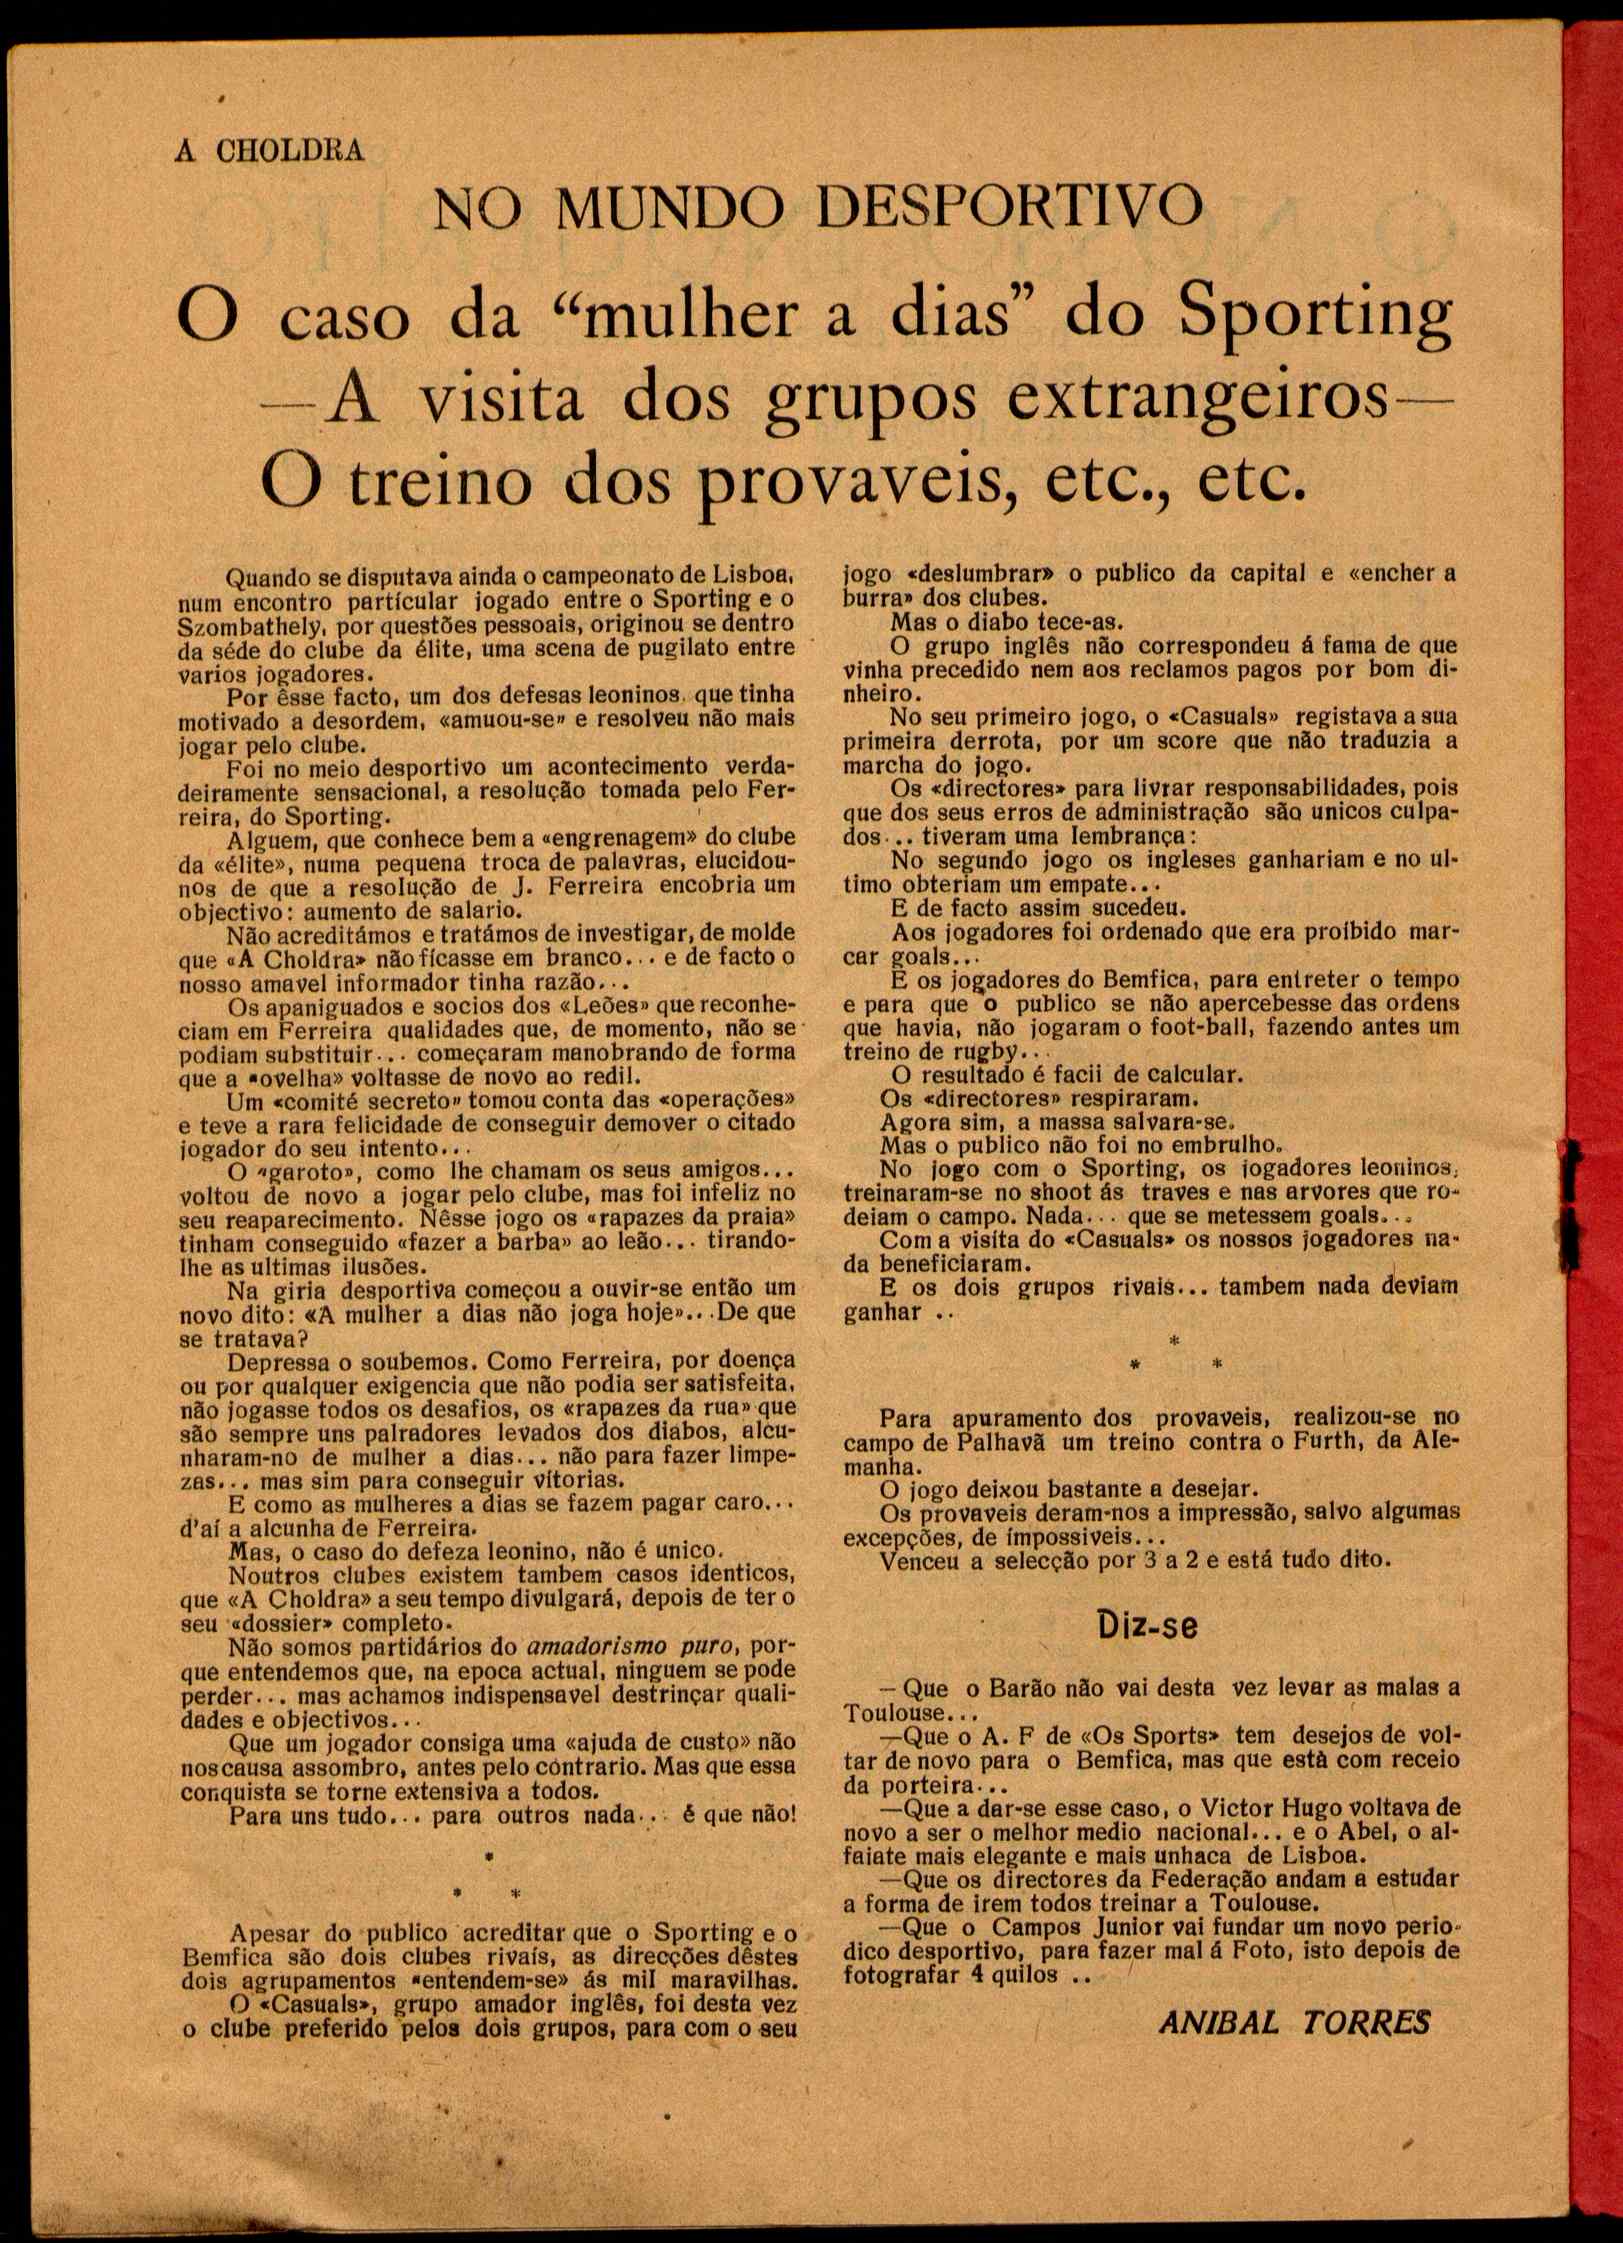 A CHOLDRA
NO MUNDO DESPORTIVO
O caso da “mulher a dias” do Sporting
—A visita dos grupos extrangeiros—
O treino dos provaveis, etc., etc.
Quando se disputava ainda o campeonato de Lisboa,
num encontro partícular jogado entre o Sporting e o
Szombathely, por questões pessoais, originou se dentro
da séde do clube da élite, uma scena de pugilato entre
varios jogadores.
Por êsse facto, um dos defesas leoninos. que tinha
motivado a desordem, «amuou-se» e resolveu não mais
jogar pelo clube.
Foi no meio desportivo um acontecimento verda-
deiramente sensacional, a resolução tomada pelo Fer-
reira, do Sporting.
Alguem, que conhece bem a «engrenagem» do clube
da «élite», numa pequena troca de palavras, elucidou-
nos de que a resolução de J. Ferreira encobria um
objectivo: aumento de salario.
Não acreditámos e tratámos de investigar, de molde
que «A Choldra» não ficasse em branco... e de facto o
nosso amavel informador tinha razão...
Os apaniguados e socios dos «Leões» que reconhe-
ciam em Ferreira qualidades que, de momento, não se
podiam substituir... começaram manobrando de forma
que a «ovelha» voltasse de novo ao redil.
Um «comité secreto» tomou conta das «operações»
e teve a rara felicidade de conseguir demover o citado
jogador do seu intento...
O «garoto», como lhe chamam os seus amigos...
voltou de novo a jogar pelo clube, mas foi infeliz no
seu reaparecimento. Nêsse jogo os «rapazes da praia»
tinham conseguido «fazer a barba» ao leão... tirando-
lhe as ultimas ilusões.
Na giria desportiva começou a ouvir-se então um
novo dito: «A mulher a dias não joga hoje»... De que
se tratava?
Depressa o soubemos. Como Ferreira, por doença
ou por qualquer exigencia que não podia ser satisfeita,
não jogasse todos os desafios, os «rapazes da rua» que
são sempre uns palradores levados dos diabos, alcu-
nharam-no de mulher a dias... não para fazer limpe-
zas... mas sim para conseguir vitorias.
E como as mulheres a dias se fazem pagar caro...
d'aí a alcunha de Ferreira.
Mas, o caso do defeza leonino, não é unico.
Noutros clubes existem tambem casos identicos,
que «A Choldra» a seu tempo divulgará, depois de ter o
seu «dossier» completo.
Não somos partidários do amadorismo puro, por-
que entendemos que, na epoca actual, ninguem se pode
perder... mas achamos indispensavel destrinçar quali-
dades e objectivos...
Que um jogador consiga uma «ajuda de custo» não
nos causa assombro, antes pelo contrario. Mas que essa
conquista se torne extensiva a todos.
Para uns tudo... para outros nada... é que não!
*
* *
Apesar do publico acreditar que o Sporting e o
Bemfica são dois clubes rivais, as direcções dêstes
dois agrupamentos «entendem-se» ás mil maravilhas.
O «Casuals», grupo amador inglês, foi desta vez
o clube preferido pelos dois grupos, para com o seu
jogo «deslumbrar» o publico da capital e «encher a
burra» dos clubes.
Mas o diabo tece-as.
O grupo inglês não correspondeu á fama de que
vinha precedido nem aos reclamos pagos por bom di-
nheiro.
No seu primeiro jogo, o «Casuals» registava a sua
primeira derrota, por um score que não traduzia a
marcha do jogo.
Os «directores» para livrar responsabilidades, pois
que dos seus erros de administração são unicos culpa-
dos... tiveram uma lembrança:
No segundo jogo os ingleses ganhariam e no ul-
timo obteriam um empate...
E de facto assim sucedeu.
Aos jogadores foi ordenado que era proíbido mar-
car goals...
E os jogadores do Bemfica, para entreter o tempo
e para que o publico se não apercebesse das ordens
que havia, não jogaram o foot-ball, fazendo antes um
treino de rugby...
O resultado é facii de calcular.
Os «directores» respiraram.
Agora sim, a massa salvara-se.
Mas o publico não foi no embrulho.
No jogo com o Sporting, os jogadores leoninos,
treinaram-se no shoot ás traves e nas arvores que ro-
deiam o campo. Nada... que se metessem goals...
Com a visita do «Casuals» os nossos jogadores na-
da beneficiaram.
E os dois grupos rivais... tambem nada deviam
ganhar ..
*
* *
Para apuramento dos provaveis, realizou-se no
campo de Palhavã um treino contra o Furth, da Ale-
manha.
O jogo deixou bastante a desejar.
Os provaveis deram-nos a impressão, salvo algumas
excepções, de impossiveis...
Venceu a selecção por 3 a 2 e está tudo dito.
Diz-se
— Que o Barão não vai desta vez levar as malas a
Toulouse...
—Que o A. F de «Os Sports» tem desejos de vol-
tar de novo para o Bemfica, mas que està com receio
da porteira...
—Que a dar-se esse caso, o Victor Hugo voltava de
novo a ser o melhor medio nacional... e o Abel, o al-
faiate mais elegante e mais unhaca de Lisboa.
—Que os directores da Federação andam a estudar
a forma de irem todos treinar a Toulouse.
—Que o Campos Junior vai fundar um novo perio-
dico desportivo, para fazer mal á Foto, isto depois de
fotografar 4 quilos ..
ANIBAL TORRES